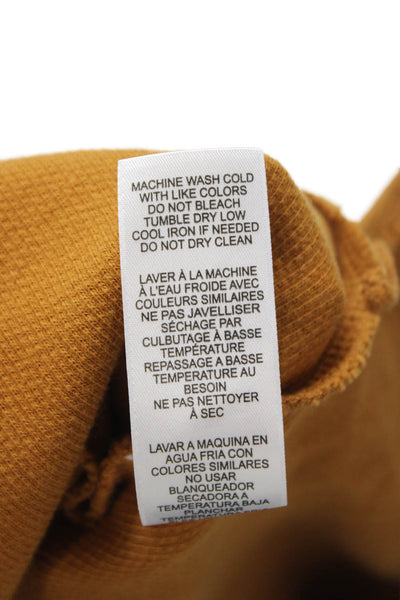 MACHINE WASH COLD
WITH LIKE COLORS
DO NOT BLEACH
TUMBLE DRY LOW
COOL IRON IF NEEDED
DO NOT DRY CLEAN
LAVER À LA MACHINE
À L'EAU FROIDE AVEC
COULEURS SIMILAIRES
NE PAS JAVELLISER
SÉCHAGE PAR
CULBUTAGE À BASSE
TEMPÉRATURE
REPASSAGE A BASSE
TEMPERATURE AU
BESOIN
NE PAS NETTOYER
À SEC
LAVAR A MAQUINA EN
AGUA FRIA CON
COLORES SIMILARES
NO USAR
BLANQUEADOR
SECADORA A
TEMPERATURA BAJA
PLANCHAR
TEMPERATURA